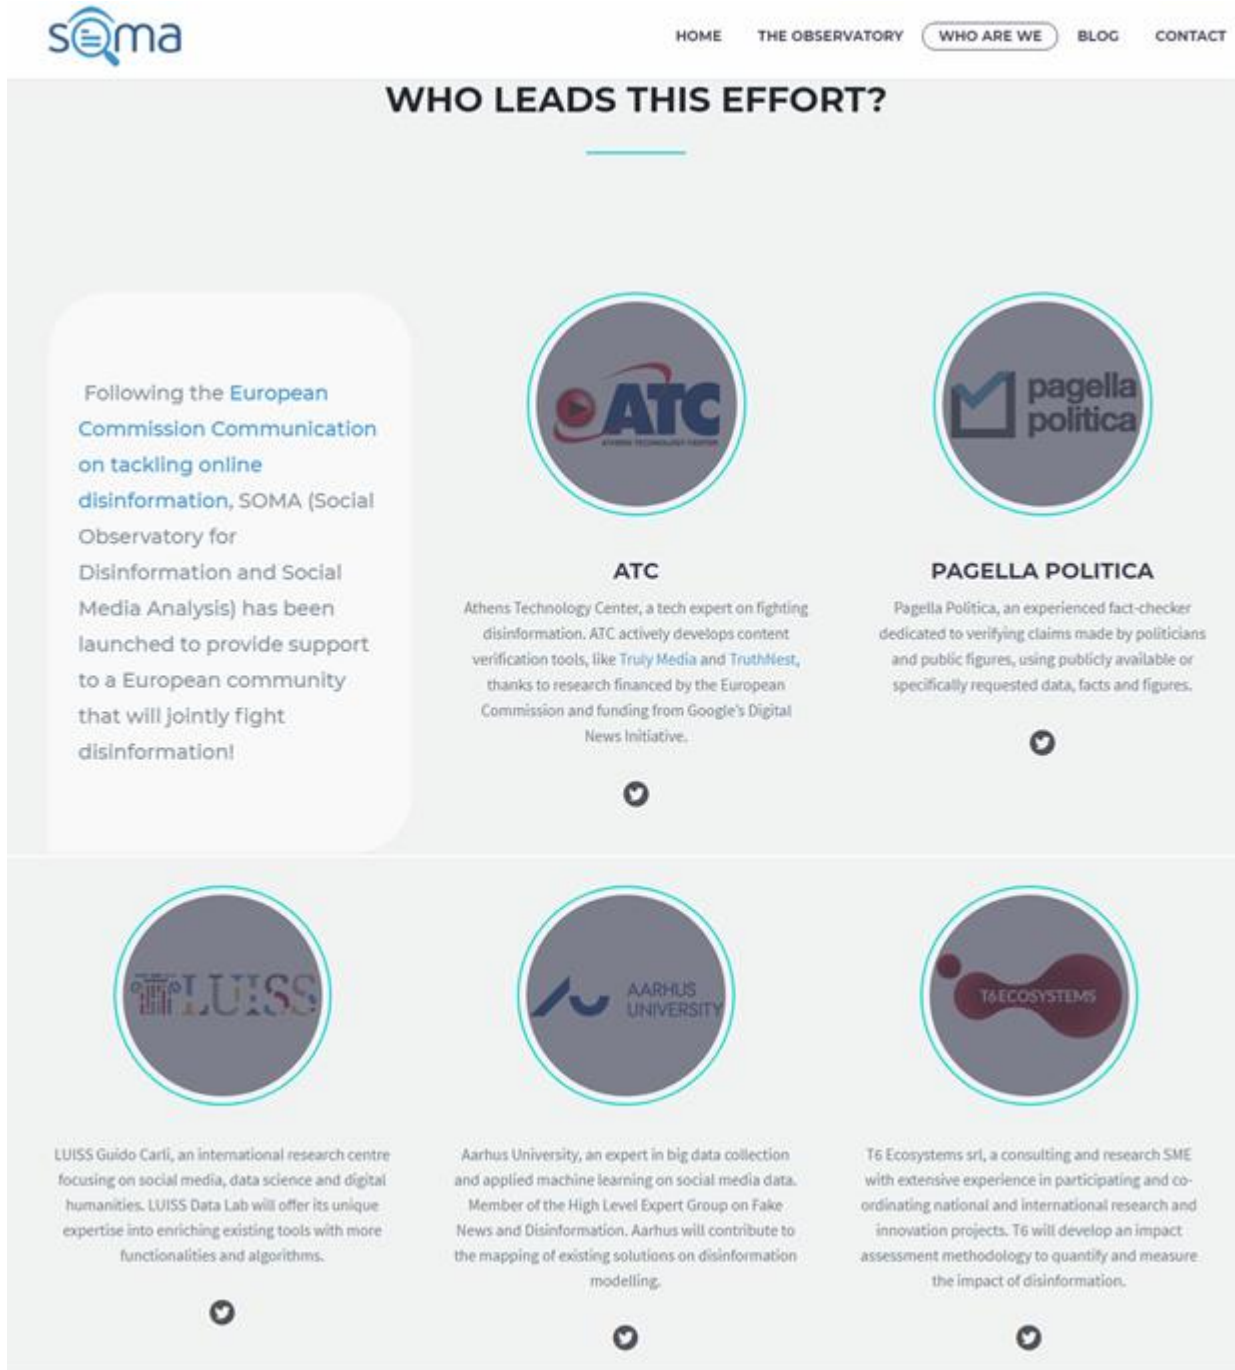 sOma
HOME THE OBSERVATORY WHO ARE WE BLOG CONTACT
WHO LEADS THIS EFFORT?
Following the European
Commission Communication
on tackling online
disinformation, SOMA (Social
Observatory for
Disinformation and Social
Media Analysis) has been
launched to provide support
to a European community
that will jointly fight
disinformation!
ATC
ATHENS TECHNOLOGY CENTER
ATC
Athens Technology Center, a tech expert on fighting
disinformation. ATC actively develops content
verification tools, like Truly Media and TruthNest,
thanks to research financed by the European
Commission and funding from Google's Digital
News Initiative.
pagella
politica
PAGELLA POLITICA
Pagella Politica, an experienced fact-checker
dedicated to verifying claims made by politicians
and public figures, using publicly available or
specifically requested data, facts and figures.
LUISS
LUISS Guido Carli, an international research centre
focusing on social media, data science and digital
humanities. LUISS Data Lab will offer its unique
expertise into enriching existing tools with more
functionalities and algorithms.
AARHUS
UNIVERSITY
Aarhus University, an expert in big data collection
and applied machine learning on social media data.
Member of the High Level Expert Group on Fake
News and Disinformation. Aarhus will contribute to
the mapping of existing solutions on disinformation
modelling.
T6 ECOSYSTEMS
T6 Ecosystems srl, a consulting and research SME
with extensive experience in participating and co-
ordinating national and international research and
innovation projects. T6 will develop an impact
assessment methodology to quantify and measure
the impact of disinformation.